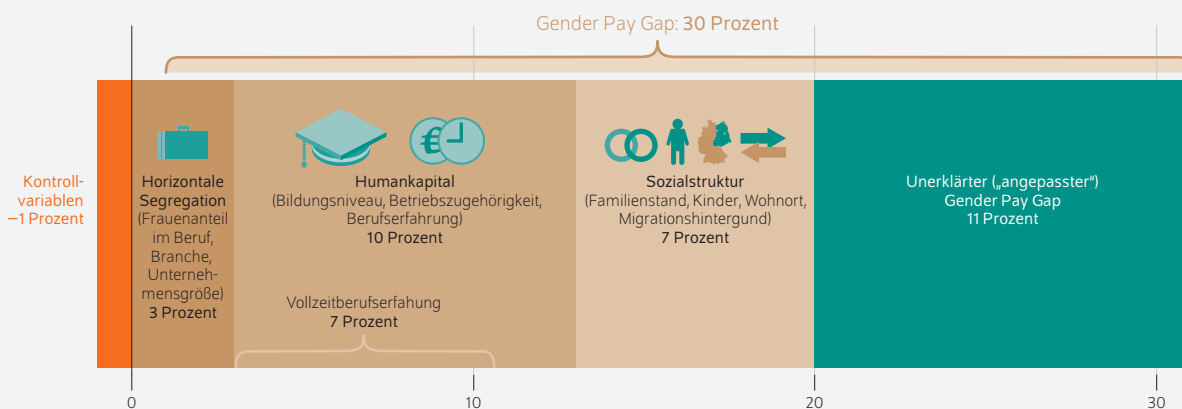 Gender Pay Gap: 30 Prozent
Kontroll-
variablen
–1 Prozent
Horizontale
Segregation
(Frauenanteil
im Beruf,
Branche,
Unterneh-
mensgröße)
3 Prozent
€
Humankapital
(Bildungsniveau, Betriebszugehörigkeit,
Berufserfahrung)
10 Prozent
Vollzeitberufserfahung
7 Prozent
Sozialstruktur
(Familienstand, Kinder, Wohnort,
Migrationshintergund)
7 Prozent
Unerklärter („angepasster“)
Gender Pay Gap
11 Prozent
0
10
20
30